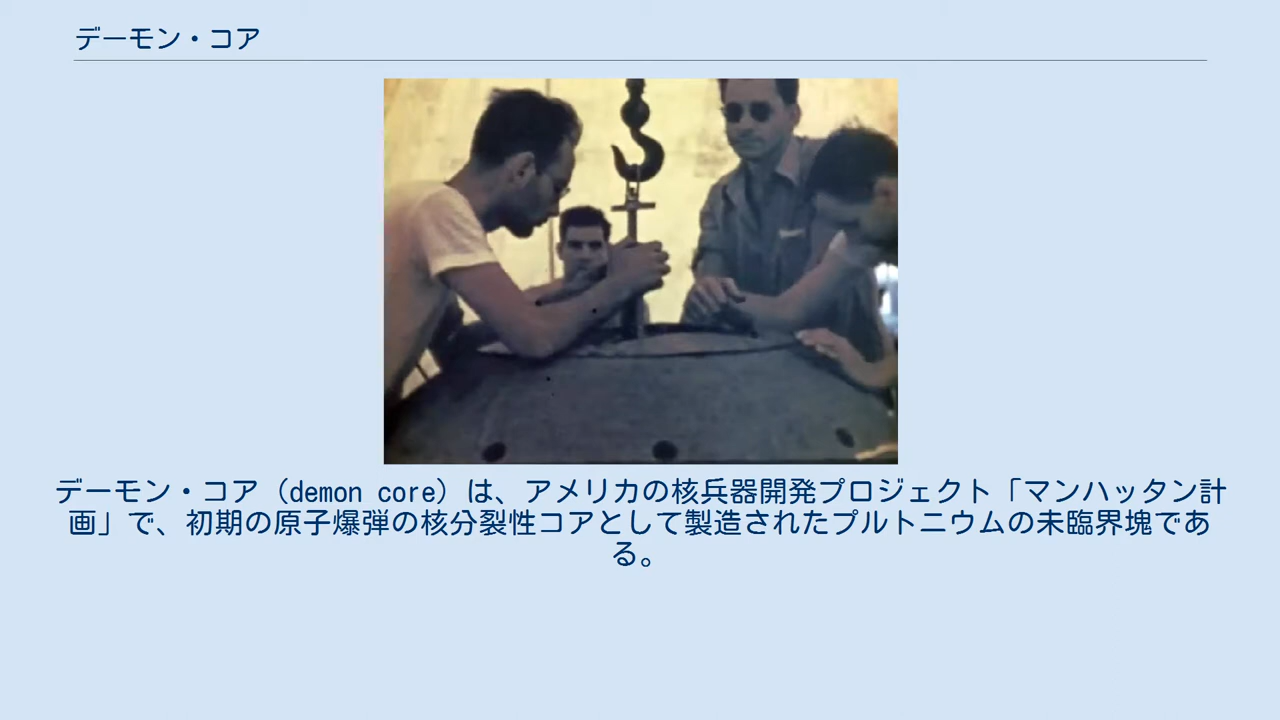 デーモン・コア
デーモン・コア（demon core）は、アメリカの核兵器開発プロジェクト「マンハッタン計
画」で、初期の原子爆弾の核分裂性コアとして製造されたプルトニウムの未臨界塊であ
る。